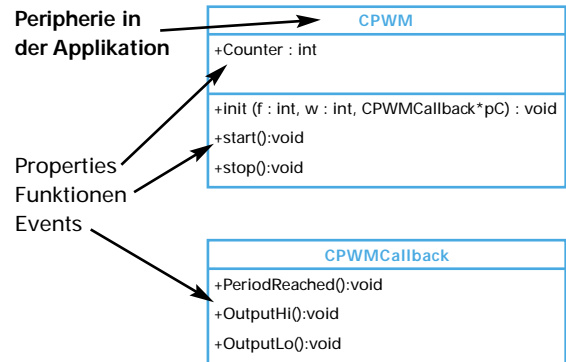 Peripherie in
der Applikation
CPWM
+Counter : int
+init (f : int, w : int, CPWMCallback*pC) : void
+start():void
+stop():void
Properties
Funktionen
Events
CPWMCallback
+PeriodReached():void
+OutputHi():void
+OutputLo():void